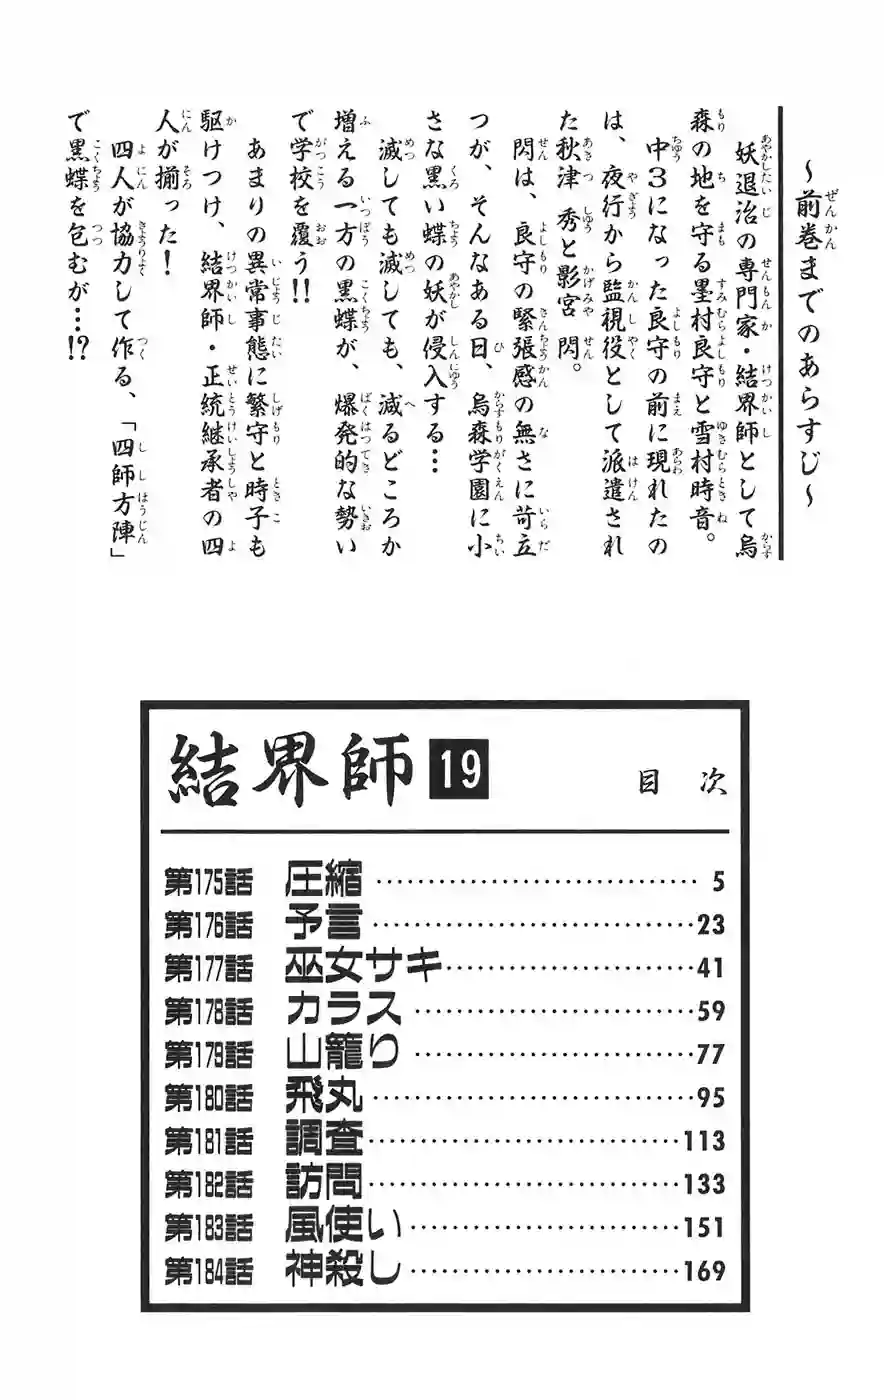 ～前巻までのあらすじ～
妖退治の専門家・結界師として烏
森の地を守る墨村良守と雪村時音。
中３になった良守の前に現れたの
は、夜行から監視役として派遣され
た秋津 秀と影宮 閃。
閃は、良守の緊張感の無さに苛立
つが、そんなある日、烏森学園に小
さな黒い蝶の妖が侵入する…
滅しても滅しても、減るどころか
増える一方の黒蝶が、爆発的な勢い
で学校を覆う!!
あまりの異常事態に繁守と時子も
駆けつけ、結界師・正統継承者の四
人が揃った！
四人が協力して作る、「四師方陣」
で黒蝶を包むが…!?
結界師 19 目次
第175話 圧縮 ……………… 5
第176話 予言 ……………… 23
第177話 巫女サキ ……………… 41
第178話 カラス ……………… 59
第179話 山籠り ……………… 77
第180話 飛丸 ……………… 95
第181話 調査 ……………… 113
第182話 訪問 ……………… 133
第183話 風使い ……………… 151
第184話 神殺し ……………… 169